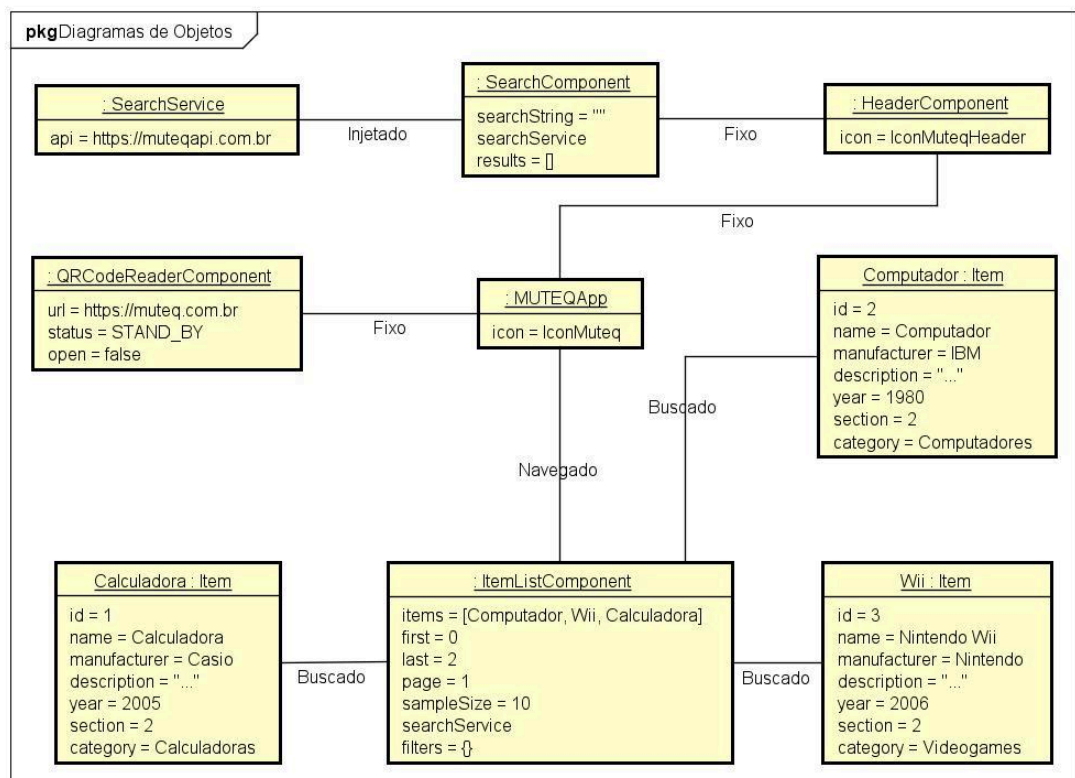 pkgDiagramas de Objetos
: SearchService
api = https://muteqapi.com.br
Injetado
: SearchComponent
searchString = ""
searchService
results = []
Fixo
: HeaderComponent
icon = IconMuteqHeader
Fixo
: QRCodeReaderComponent
url = https://muteq.com.br
status = STAND_BY
open = false
Fixo
: MUTEQApp
icon = IconMuteq
Computador : Item
id = 2
name = Computador
manufacturer = IBM
description = "..."
year = 1980
section = 2
category = Computadores
Buscado
Navegado
Calculadora : Item
id = 1
name = Calculadora
manufacturer = Casio
description = "..."
year = 2005
section = 2
category = Calculadoras
Buscado
: ItemListComponent
items = [Computador, Wii, Calculadora]
first = 0
last = 2
page = 1
sampleSize = 10
searchService
filters = {}
Buscado
Wii : Item
id = 3
name = Nintendo Wii
manufacturer = Nintendo
description = "..."
year = 2006
section = 2
category = Videogames